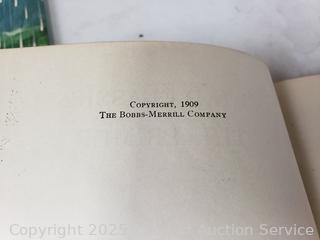 Copyright, 1909
The Bobbs-Merrill Company
Copyright 2025 Auction Service